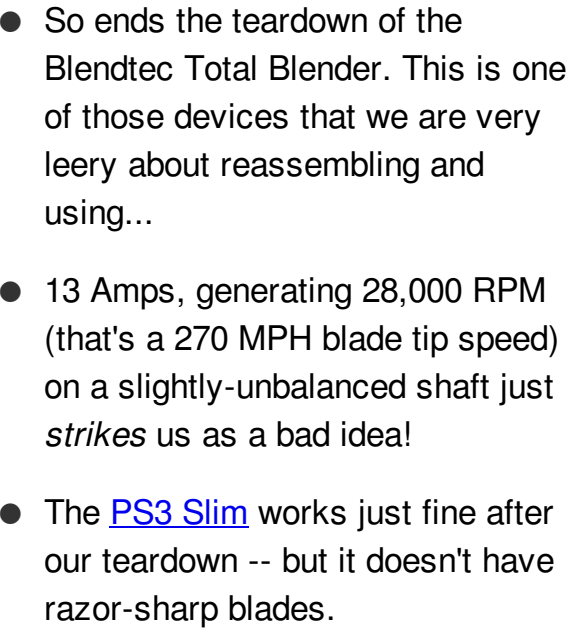 ● So ends the teardown of the
Blendtec Total Blender. This is one
of those devices that we are very
leery about reassembling and
using...
● 13 Amps, generating 28,000 RPM
(that's a 270 MPH blade tip speed)
on a slightly-unbalanced shaft just
strikes us as a bad idea!
● The PS3 Slim works just fine after
our teardown -- but it doesn't have
razor-sharp blades.